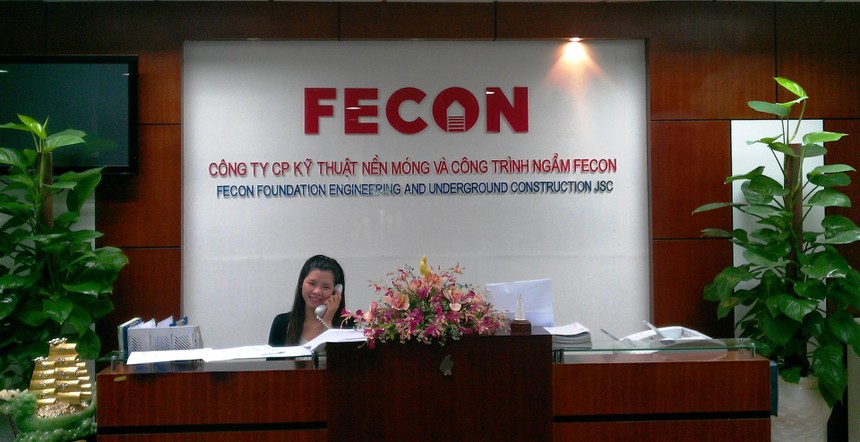 FECON
CÔNG TY CP KỸ THUẬT NỀN MÓNG VÀ CÔNG TRÌNH NGẦM FECON
FECON FOUNDATION ENGINEERING AND UNDERGROUND CONSTRUCTION JSC